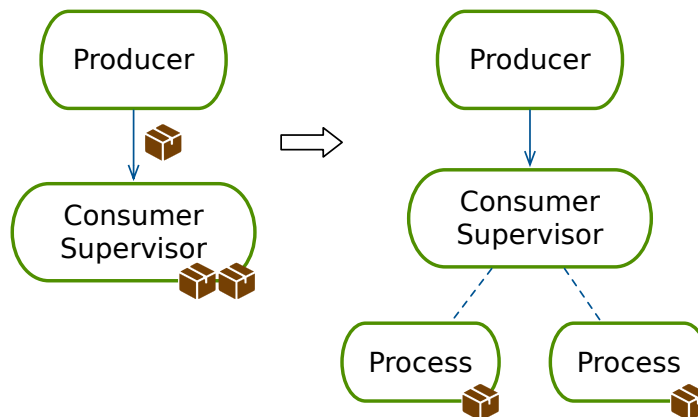 Producer
Consumer
Supervisor
Producer
Consumer
Supervisor
Process
Process